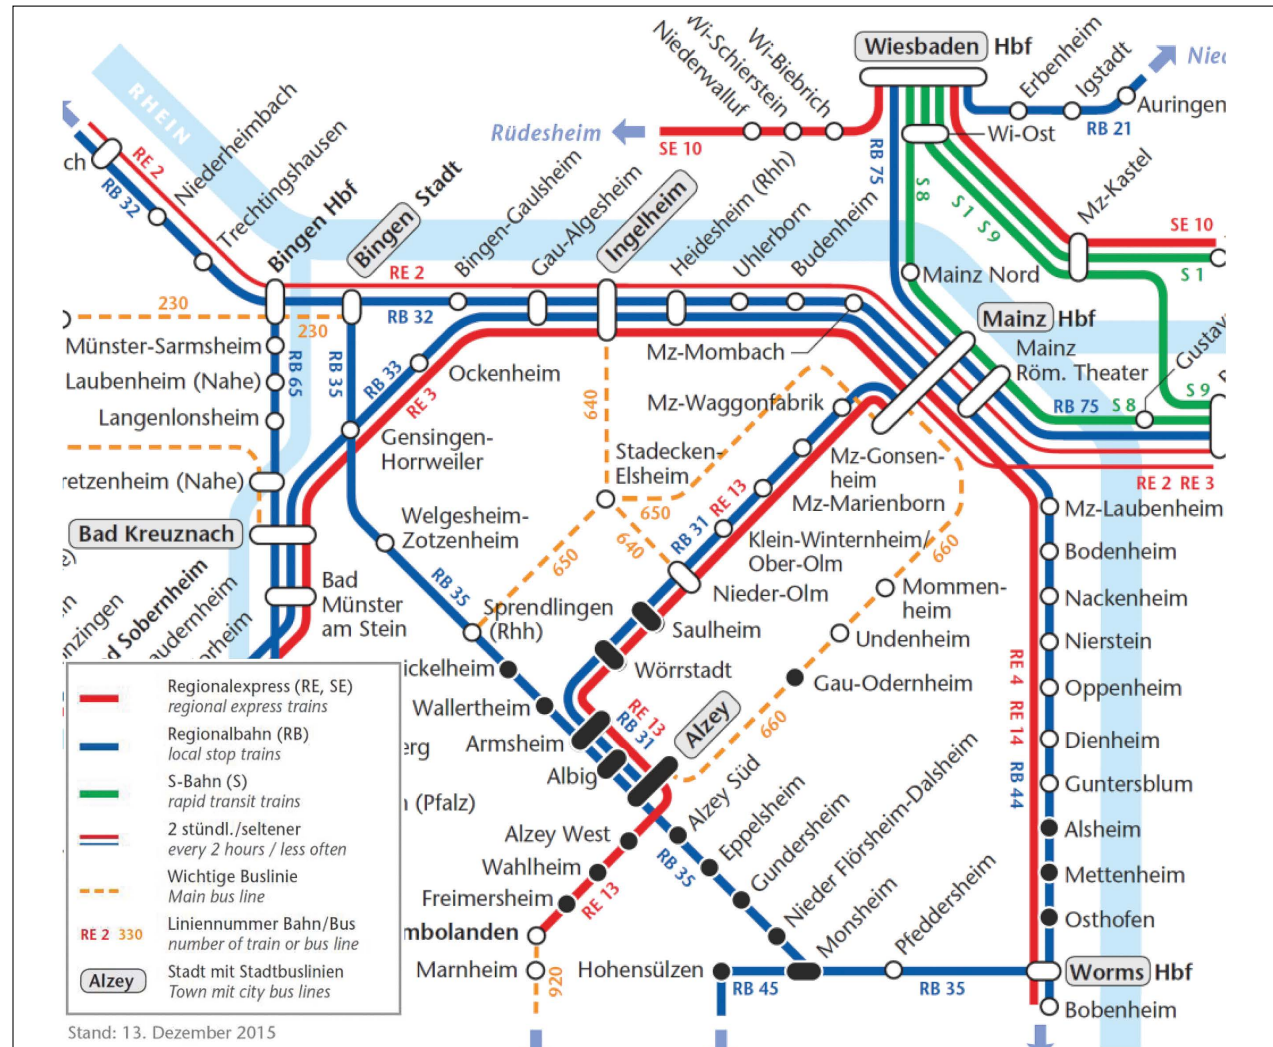 Wiesbaden Hbf
Niederwalluf
Wi-Schierstein
Wi-Biebrich
Erbenheim
Igstadt
Auringen
RB 21
Rüdesheim
SE 10
Wi-Ost
RHEIN
RB 75
S 8
S 1 S 9
Mz-Kastel
SE 10
S 1
RE 2
RB 32
Niederheimbach
Trechtingshausen
Bingen Hbf
Bingen Stadt
Bingen-Gaulsheim
Gau-Algesheim
Ingelheim
Heidesheim (Rhh)
Uhlerborn
Budenheim
Mainz Nord
RE 2
RB 32
230
230
Mz-Mombach
Mainz Hbf
Mainz
Röm. Theater
RB 75
S 8
S 9
RE 2 RE 3
Münster-Sarmsheim
Laubenheim (Nahe)
Langenlonsheim
RB 65
RB 35
RB 33
RE 3
Ockenheim
Gensingen-
Horrweiler
640
Mz-Waggonfabrik
Stadecken-
Elsheim
650
Mz-Gonsen-
heim
Mz-Marienborn
RB 31
RE 13
Klein-Winternheim/
Ober-Olm
Nieder-Olm
640
650
660
retzenheim (Nahe)
Bad Kreuznach
Bad
Münster
am Stein
Welgesheim-
Zotzenheim
RB 35
Sprendlingen
(Rhh)
Saulheim
Wörrstadt
Mommen-
heim
Undenheim
Gau-Odernheim
660
ickelheim
Wallertheim
Armsheim
Albig
RE 13
RB 31
Alzey
Mz-Laubenheim
Bodenheim
Nackenheim
Nierstein
Oppenheim
Dienheim
Guntersblum
Alsheim
Mettenheim
Osthofen
RE 4 RE 14 RB 44
Worms Hbf
Bobenheim
Alzey Süd
Eppelsheim
Gundersheim
Nieder Flörsheim-Dalsheim
Monsheim
Pfeddersheim
RB 35
Alzey West
Wahlheim
Freimersheim
RE 13
mbolanden
Marnheim
920
Hohensülzen
RB 45
RB 35
(Pfalz)
Regionalexpress (RE, SE)
regional express trains
Regionalbahn (RB)
local stop trains
S-Bahn (S)
rapid transit trains
2 stündl./seltener
every 2 hours / less often
Wichtige Buslinie
Main bus line
RE 2 330
Liniennummer Bahn/Bus
number of train or bus line
Alzey
Stadt mit Stadtbuslinien
Town mit city bus lines
Stand: 13. Dezember 2015